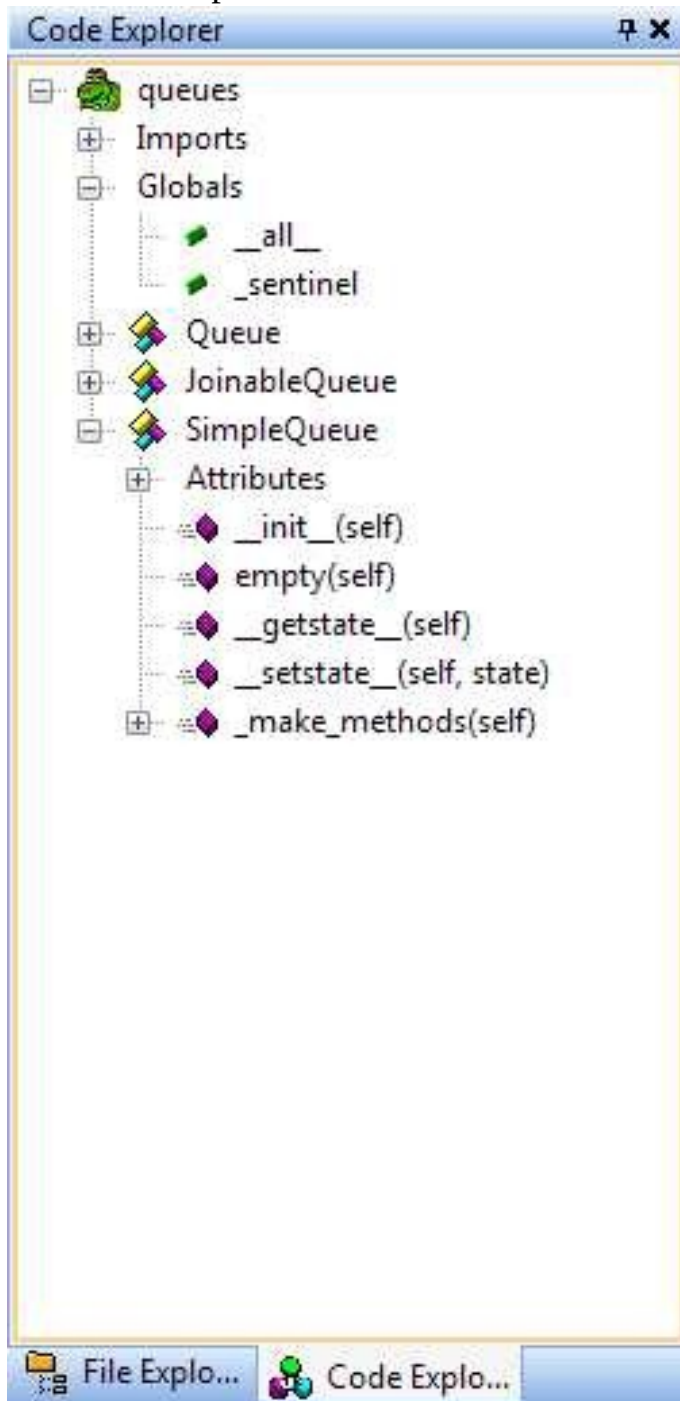 Code Explorer
queues
Imports
Globals
__all__
_sentinel
Queue
JoinableQueue
SimpleQueue
Attributes
__init__(self)
empty(self)
__getstate__(self)
__setstate__(self, state)
_make_methods(self)
File Explo... Code Explo...